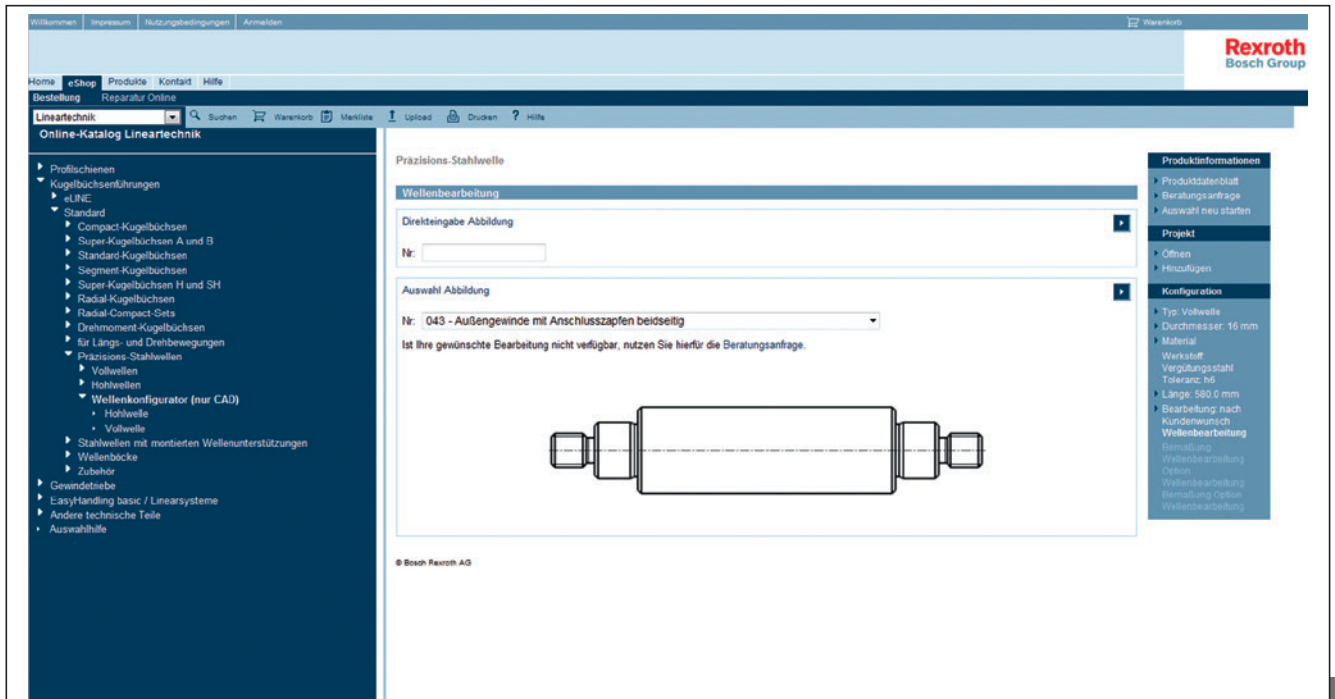 Willkommen Impressum Nutzungsbedingungen Anmelden Warenkorb
Rexroth
Bosch Group
Home eShop Produkte Kontakt Hilfe
Bestellung Reparatur Online
Lineartechnik Suchen Warenkorb Merkliste Upload Drucken ? Hilfe
Online-Katalog Lineartechnik
Profilschienen
Kugelbüchsenführungen
eLINE
Standard
Compact-Kugelbüchsen
Super-Kugelbüchsen A und B
Standard-Kugelbüchsen
Segment-Kugelbüchsen
Super-Kugelbüchsen H und SH
Radial-Kugelbüchsen
Radial-Compact-Sets
Drehmoment-Kugelbüchsen
für Längs- und Drehbewegungen
Präzisions-Stahlwellen
Vollwellen
Hohlwellen
Wellenkonfigurator (nur CAD)
Hohlwelle
Vollwelle
Stahlwellen mit montierten Wellenunterstützungen
Wellenböcke
Zubehör
Gewindetriebe
EasyHandling basic / Linearsysteme
Andere technische Teile
Auswahlhilfe
Präzisions-Stahlwelle
Wellenbearbeitung
Direkteingabe Abbildung
Nr:
Auswahl Abbildung
Nr: 043 - Außengewinde mit Anschlusszapfen beidseitig
Ist Ihre gewünschte Bearbeitung nicht verfügbar, nutzen Sie hierfür die Beratungsanfrage.
© Bosch Rexroth AG
Produktinformationen
Produktdatenblatt
Beratungsanfrage
Auswahl neu starten
Projekt
Öffnen
Hinzufügen
Konfiguration
Typ: Vollwelle
Durchmesser: 16 mm
Material
Werkstoff
Vergütungsstahl
Toleranz: h6
Länge: 580.0 mm
Bearbeitung: nach
Kundenwunsch
Wellenbearbeitung
Bemaßung
Wellenbearbeitung
Option
Wellenbearbeitung
Bemaßung Option
Wellenbearbeitung